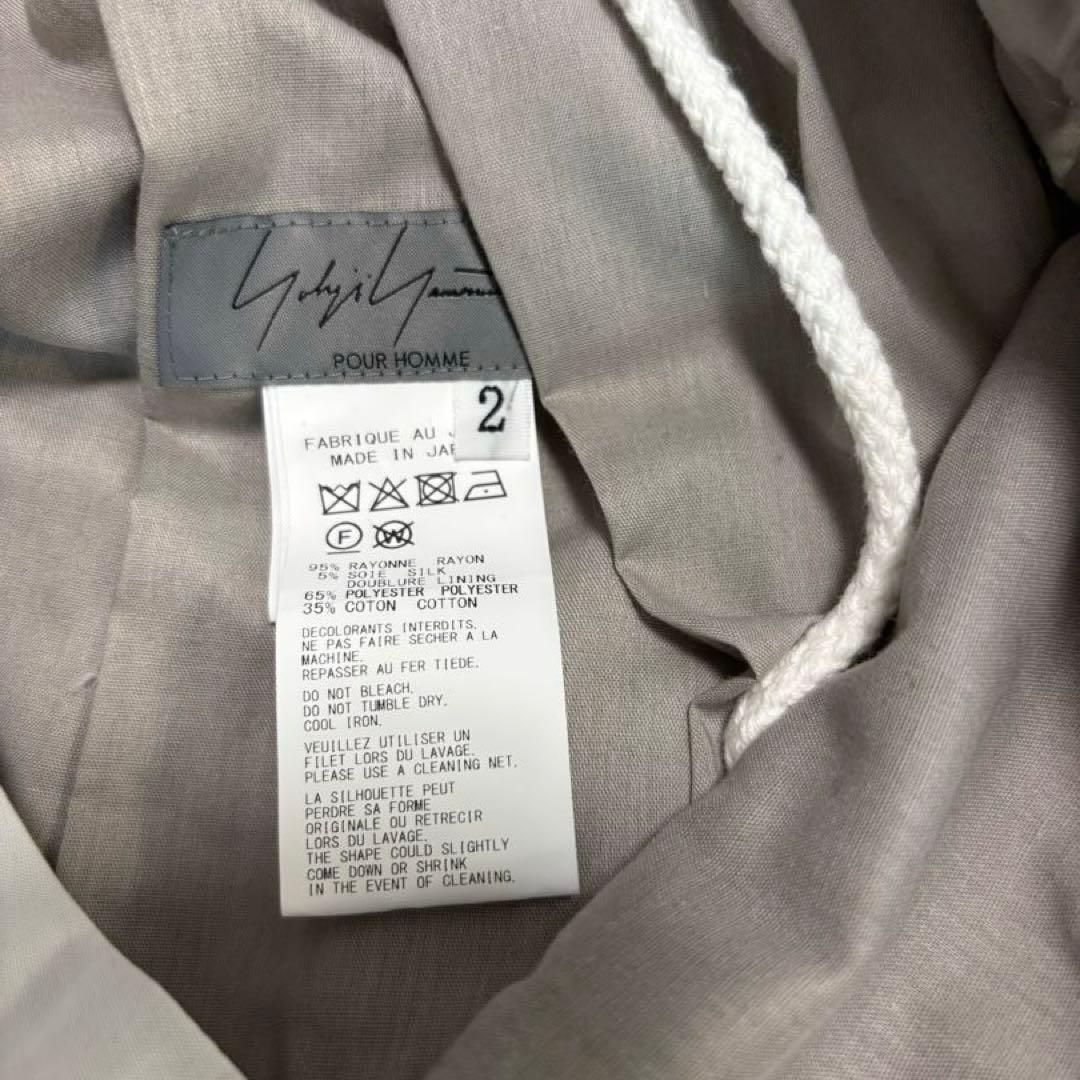 Yohji Yamamoto
POUR HOMME
2
FABRIQUE AU J
MADE IN JAP
F
W
95% RAYONNE RAYON
5% SOIE SILK
DOUBLURE LINING
65% POLYESTER POLYESTER
35% COTON COTTON
DECOLORANTS INTERDITS.
NE PAS FAIRE SECHER A LA
MACHINE.
REPASSER AU FER TIEDE.
DO NOT BLEACH.
DO NOT TUMBLE DRY.
COOL IRON.
VEUILLEZ UTILISER UN
FILET LORS DU LAVAGE.
PLEASE USE A CLEANING NET.
LA SILHOUETTE PEUT
PERDRE SA FORME
ORIGINALE OU RETRECIR
LORS DU LAVAGE.
THE SHAPE COULD SLIGHTLY
COME DOWN OR SHRINK
IN THE EVENT OF CLEANING.